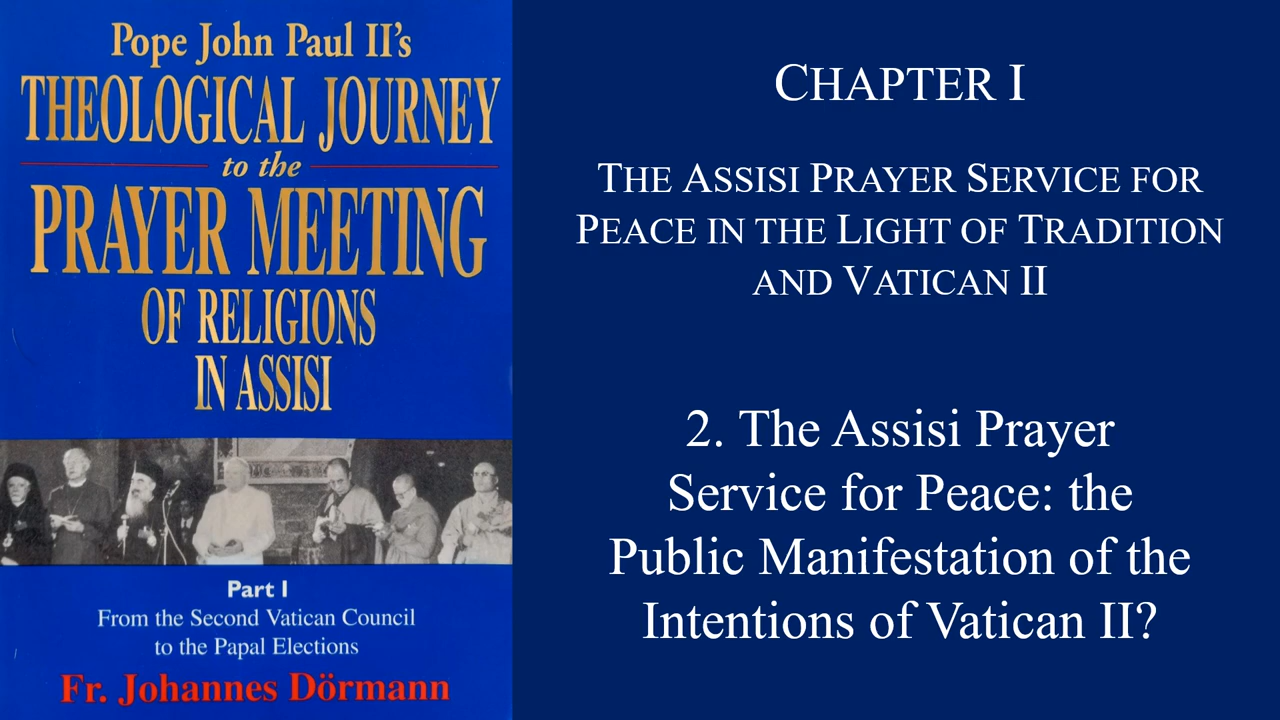 Pope John Paul II's
THEOLOGICAL JOURNEY
to the
PRAYER MEETING
OF RELIGIONS
IN ASSISI
Part I
From the Second Vatican Council
to the Papal Elections
Fr. Johannes Dörmann
CHAPTER I
THE ASSISI PRAYER SERVICE FOR
PEACE IN THE LIGHT OF TRADITION
AND VATICAN II
2. The Assisi Prayer
Service for Peace: the
Public Manifestation of the
Intentions of Vatican II?